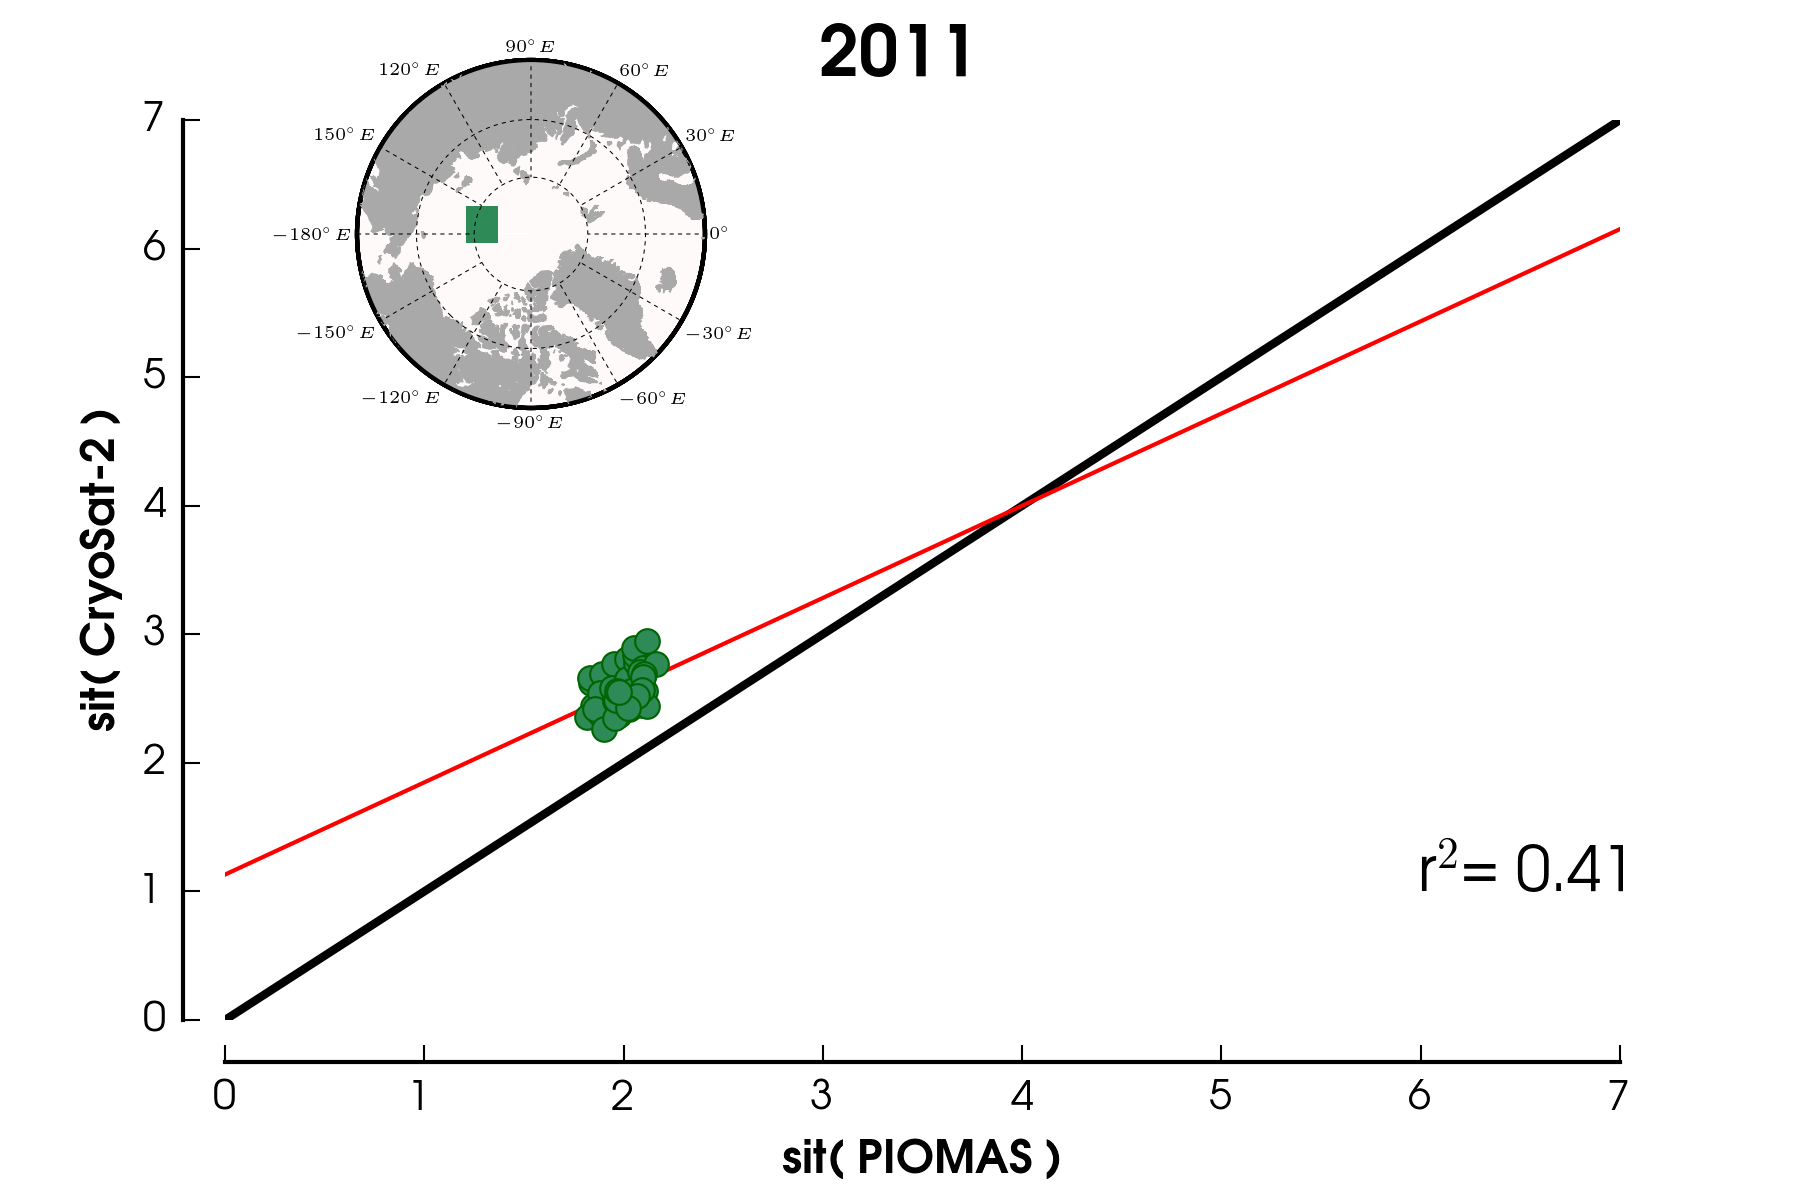 2011
90° E
120° E
60° E
150° E
30° E
−180° E
0°
−150° E
−30° E
−120° E
−60° E
−90° E
7
6
5
4
3
2
1
0
sit( CryoSat-2 )
r²= 0.41
0 1 2 3 4 5 6 7
sit( PIOMAS )